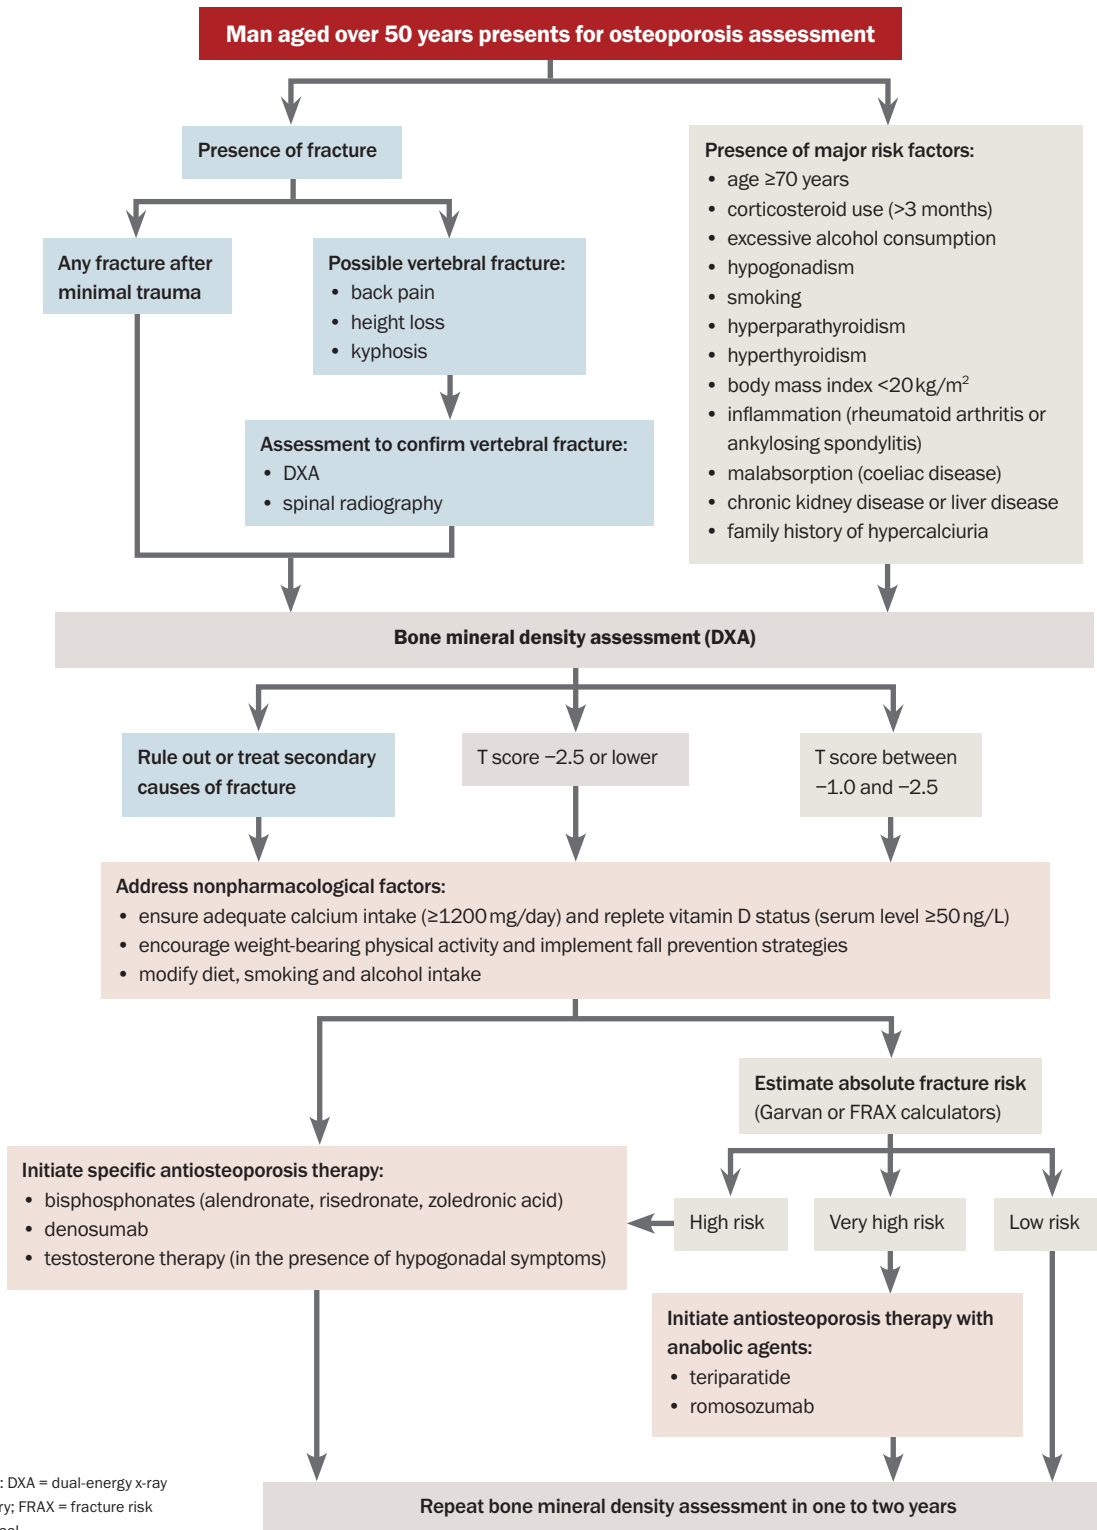 Man aged over 50 years presents for osteoporosis assessment
Presence of fracture
Any fracture after
minimal trauma
Possible vertebral fracture:
• back pain
• height loss
• kyphosis
Assessment to confirm vertebral fracture:
• DXA
• spinal radiography
Presence of major risk factors:
• age ≥70 years
• corticosteroid use (>3 months)
• excessive alcohol consumption
• hypogonadism
• smoking
• hyperparathyroidism
• hyperthyroidism
• body mass index <20 kg/m²
• inflammation (rheumatoid arthritis or
ankylosing spondylitis)
• malabsorption (coeliac disease)
• chronic kidney disease or liver disease
• family history of hypercalciuria
Bone mineral density assessment (DXA)
Rule out or treat secondary
causes of fracture
T score −2.5 or lower
T score between
−1.0 and −2.5
Address nonpharmacological factors:
• ensure adequate calcium intake (≥1200 mg/day) and replete vitamin D status (serum level ≥50 ng/L)
• encourage weight-bearing physical activity and implement fall prevention strategies
• modify diet, smoking and alcohol intake
Estimate absolute fracture risk
(Garvan or FRAX calculators)
Initiate specific antiosteoporosis therapy:
• bisphosphonates (alendronate, risedronate, zoledronic acid)
• denosumab
• testosterone therapy (in the presence of hypogonadal symptoms)
High risk
Very high risk
Low risk
Initiate antiosteoporosis therapy with
anabolic agents:
• teriparatide
• romosozumab
Repeat bone mineral density assessment in one to two years
: DXA = dual-energy x-ray
ry; FRAX = fracture risk